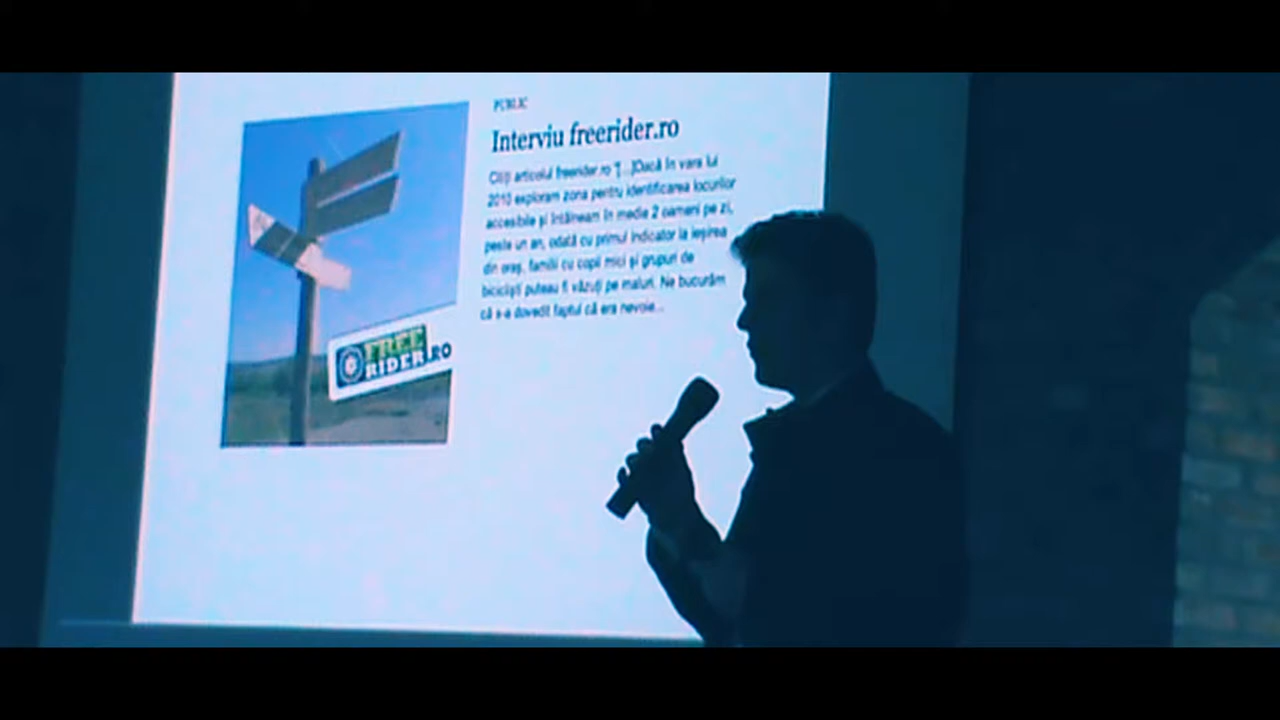 PUBLIC
Interviu freerider.ro
Citiți articolul freerider.ro "[...]Dacă în vara lui
2010 exploram zona pentru identificarea locurilor
accesibile și întâlneam în medie 2 oameni pe zi,
peste un an, odată cu primul indicator la ieșirea
din oraș, familii cu copii mici și grupuri de
bicicliști puteau fi văzuți pe maluri. Ne bucurăm
că s-a dovedit faptul că era nevoie...
FREE
RIDER.RO